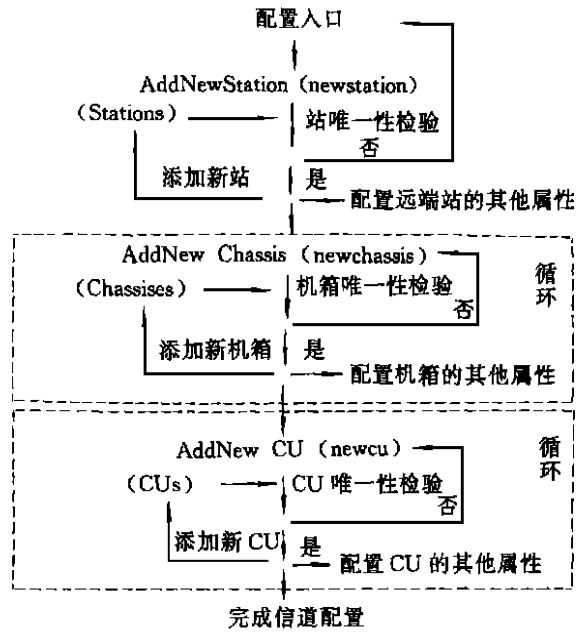 配置入口
AddNewStation (newstation)
(Stations)
站唯一性检验
否
添加新站
是
配置远端站的其他属性
AddNew Chassis (newchassis)
循环
(Chassises)
机箱唯一性检验
否
添加新机箱
是
配置机箱的其他属性
AddNew CU (newcu)
循环
(CUs)
CU 唯一性检验
否
添加新 CU
是
配置 CU 的其他属性
完成信道配置